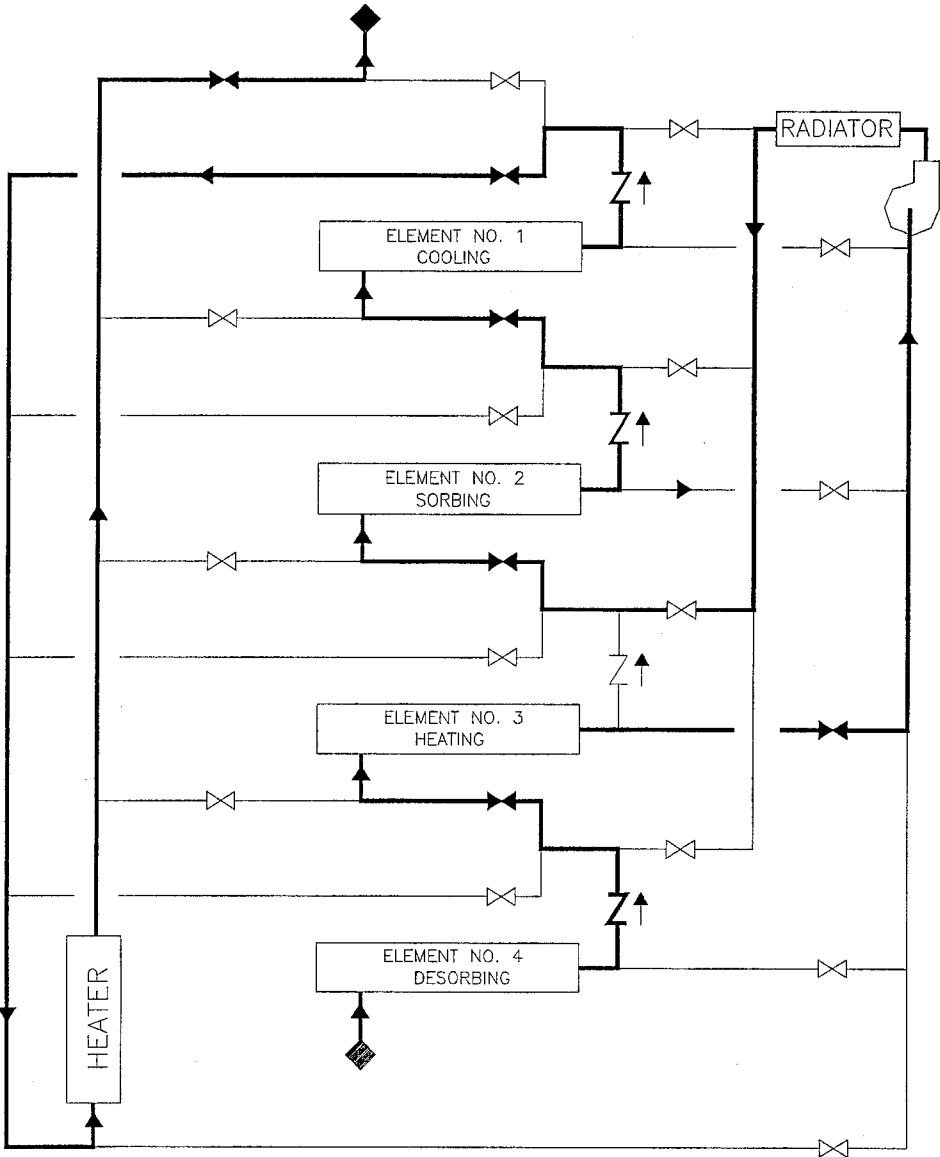 RADIATOR
ELEMENT NO. 1
COOLING
ELEMENT NO. 2
SORBING
ELEMENT NO. 3
HEATING
ELEMENT NO. 4
DESORBING
HEATER